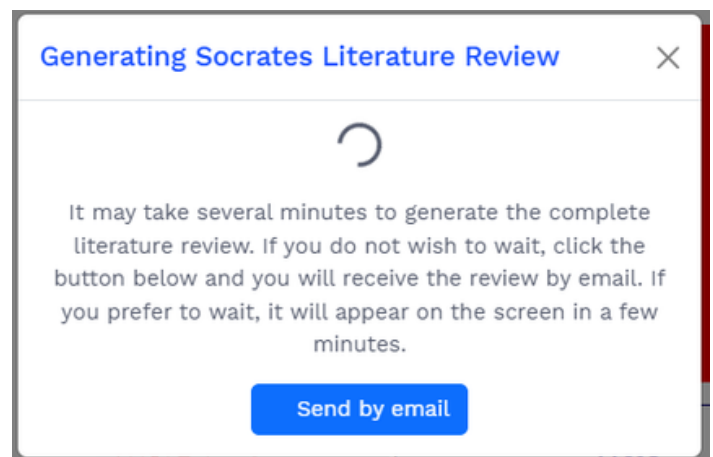 Generating Socrates Literature Review
It may take several minutes to generate the complete
literature review. If you do not wish to wait, click the
button below and you will receive the review by email. If
you prefer to wait, it will appear on the screen in a few
minutes.
Send by email